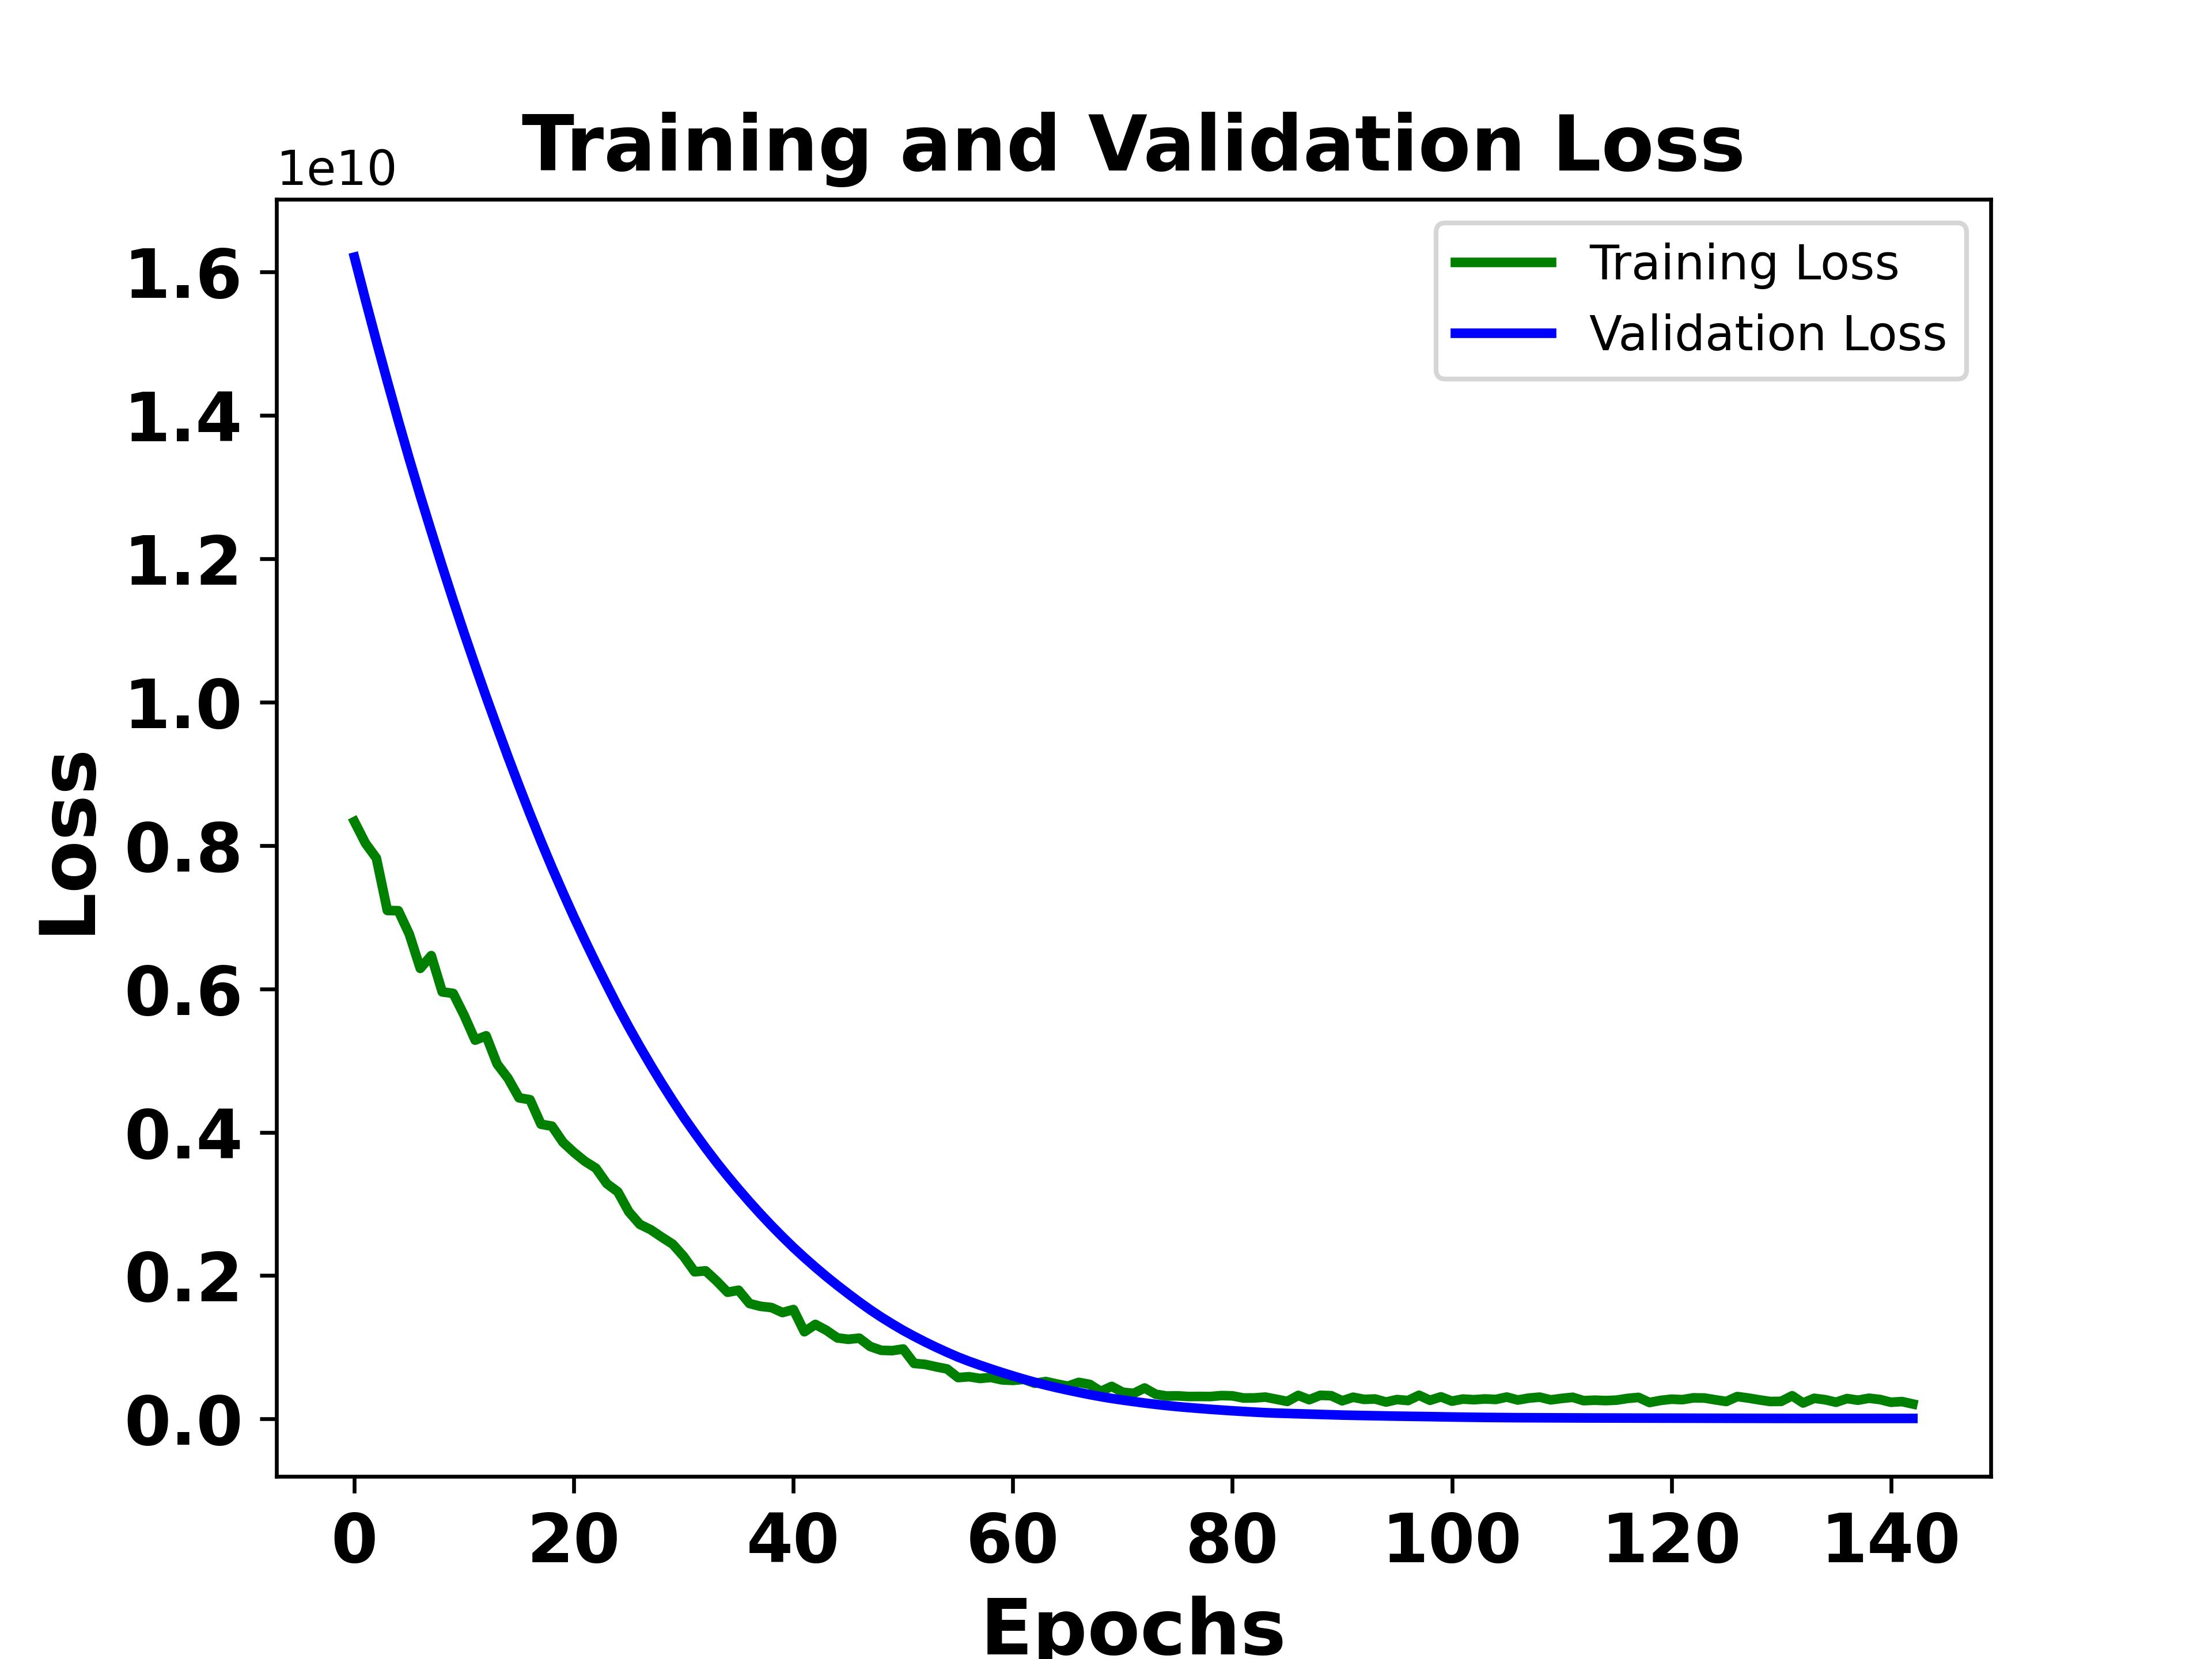 Training and Validation Loss
1e10
Training Loss
Validation Loss
1.6
1.4
1.2
1.0
0.8
0.6
0.4
0.2
0.0
Loss
0 20 40 60 80 100 120 140
Epochs